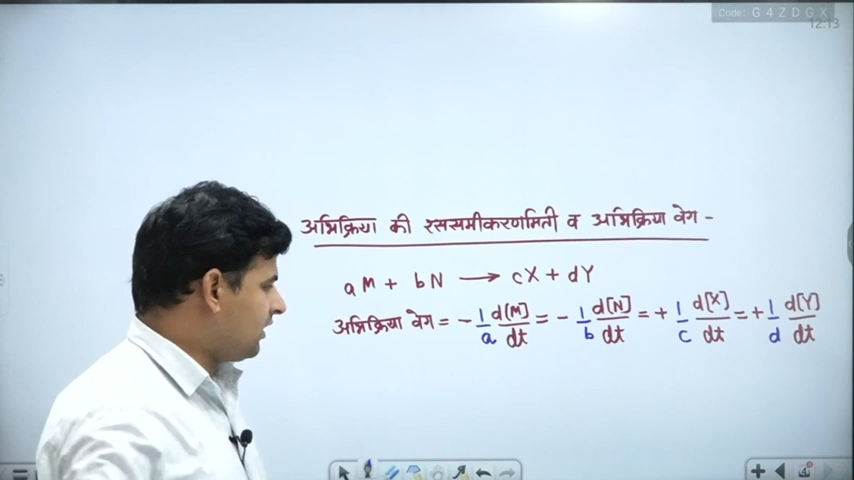 Code: G 4 Z D G X
12:13
अभिक्रिया की रससमीकरणमिती व अभिक्रिया वेग -
aM + bN ⟶ cX + dY
अभिक्रिया वेग = - 1/a d[M]/dt = - 1/b d[N]/dt = + 1/c d[X]/dt = + 1/d d[Y]/dt
4